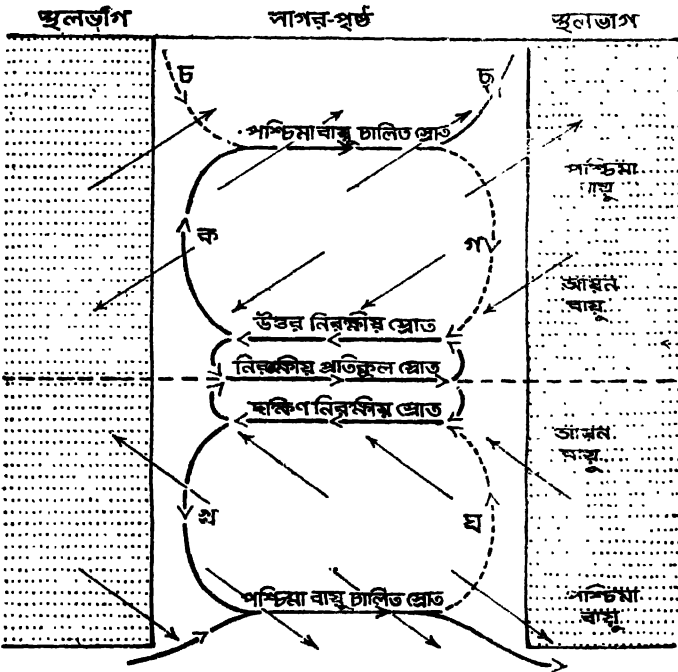 স্থলভাগ সাগর-পৃষ্ঠ স্থলভাগ
চ ছ
পশ্চিমা বায়ু চালিত স্রোত
পশ্চিমা
বায়ু
ক গ
আয়ন
বায়ু
উত্তর নিরক্ষীয় স্রোত
নিরক্ষীয় প্রতিকুল স্রোত
দক্ষিণ নিরক্ষীয় স্রোত
আয়ন
বায়ু
খ ঘ
পশ্চিমা বায়ু চালিত স্রোত
পশ্চিমা
বায়ু